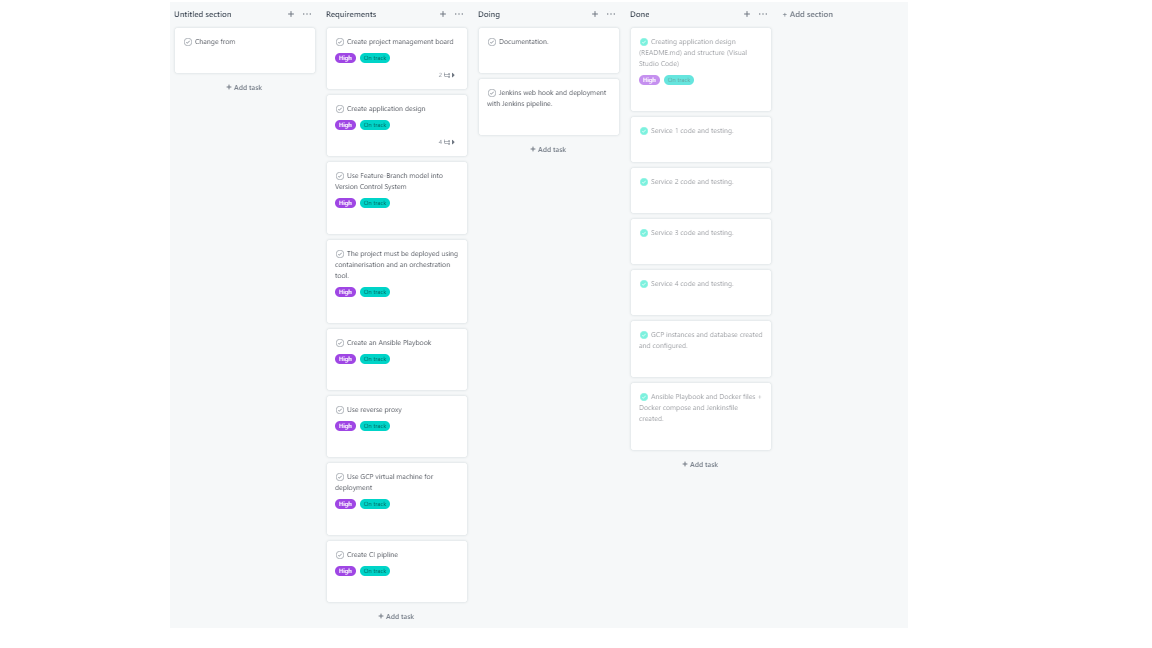 Untitled section
Change from
+ Add task
Requirements
Create project management board
High On track
2
Create application design
High On track
4
Use Feature-Branch model into
Version Control System
High On track
The project must be deployed using
containerisation and an orchestration
tool.
High On track
Create an Ansible Playbook
High On track
Use reverse proxy
High On track
Use GCP virtual machine for
deployment
High On track
Create CI pipline
High On track
+ Add task
Doing
Documentation.
Jenkins web hook and deployment
with Jenkins pipeline.
+ Add task
Done
Creating application design
(README.md) and structure (Visual
Studio Code)
High On track
Service 1 code and testing.
Service 2 code and testing.
Service 3 code and testing.
Service 4 code and testing.
GCP instances and database created
and configured.
Ansible Playbook and Docker files +
Docker compose and Jenkinsfile
created.
+ Add task
+ Add section